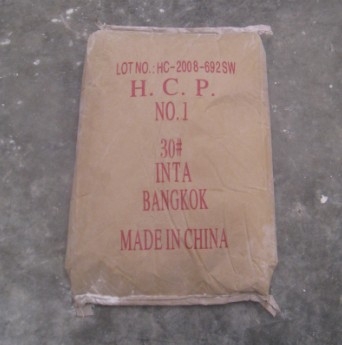 LOT NO.: HC-2008-692SW
H. C. P.
NO.1
30#
INTA
BANGKOK
MADE IN CHINA